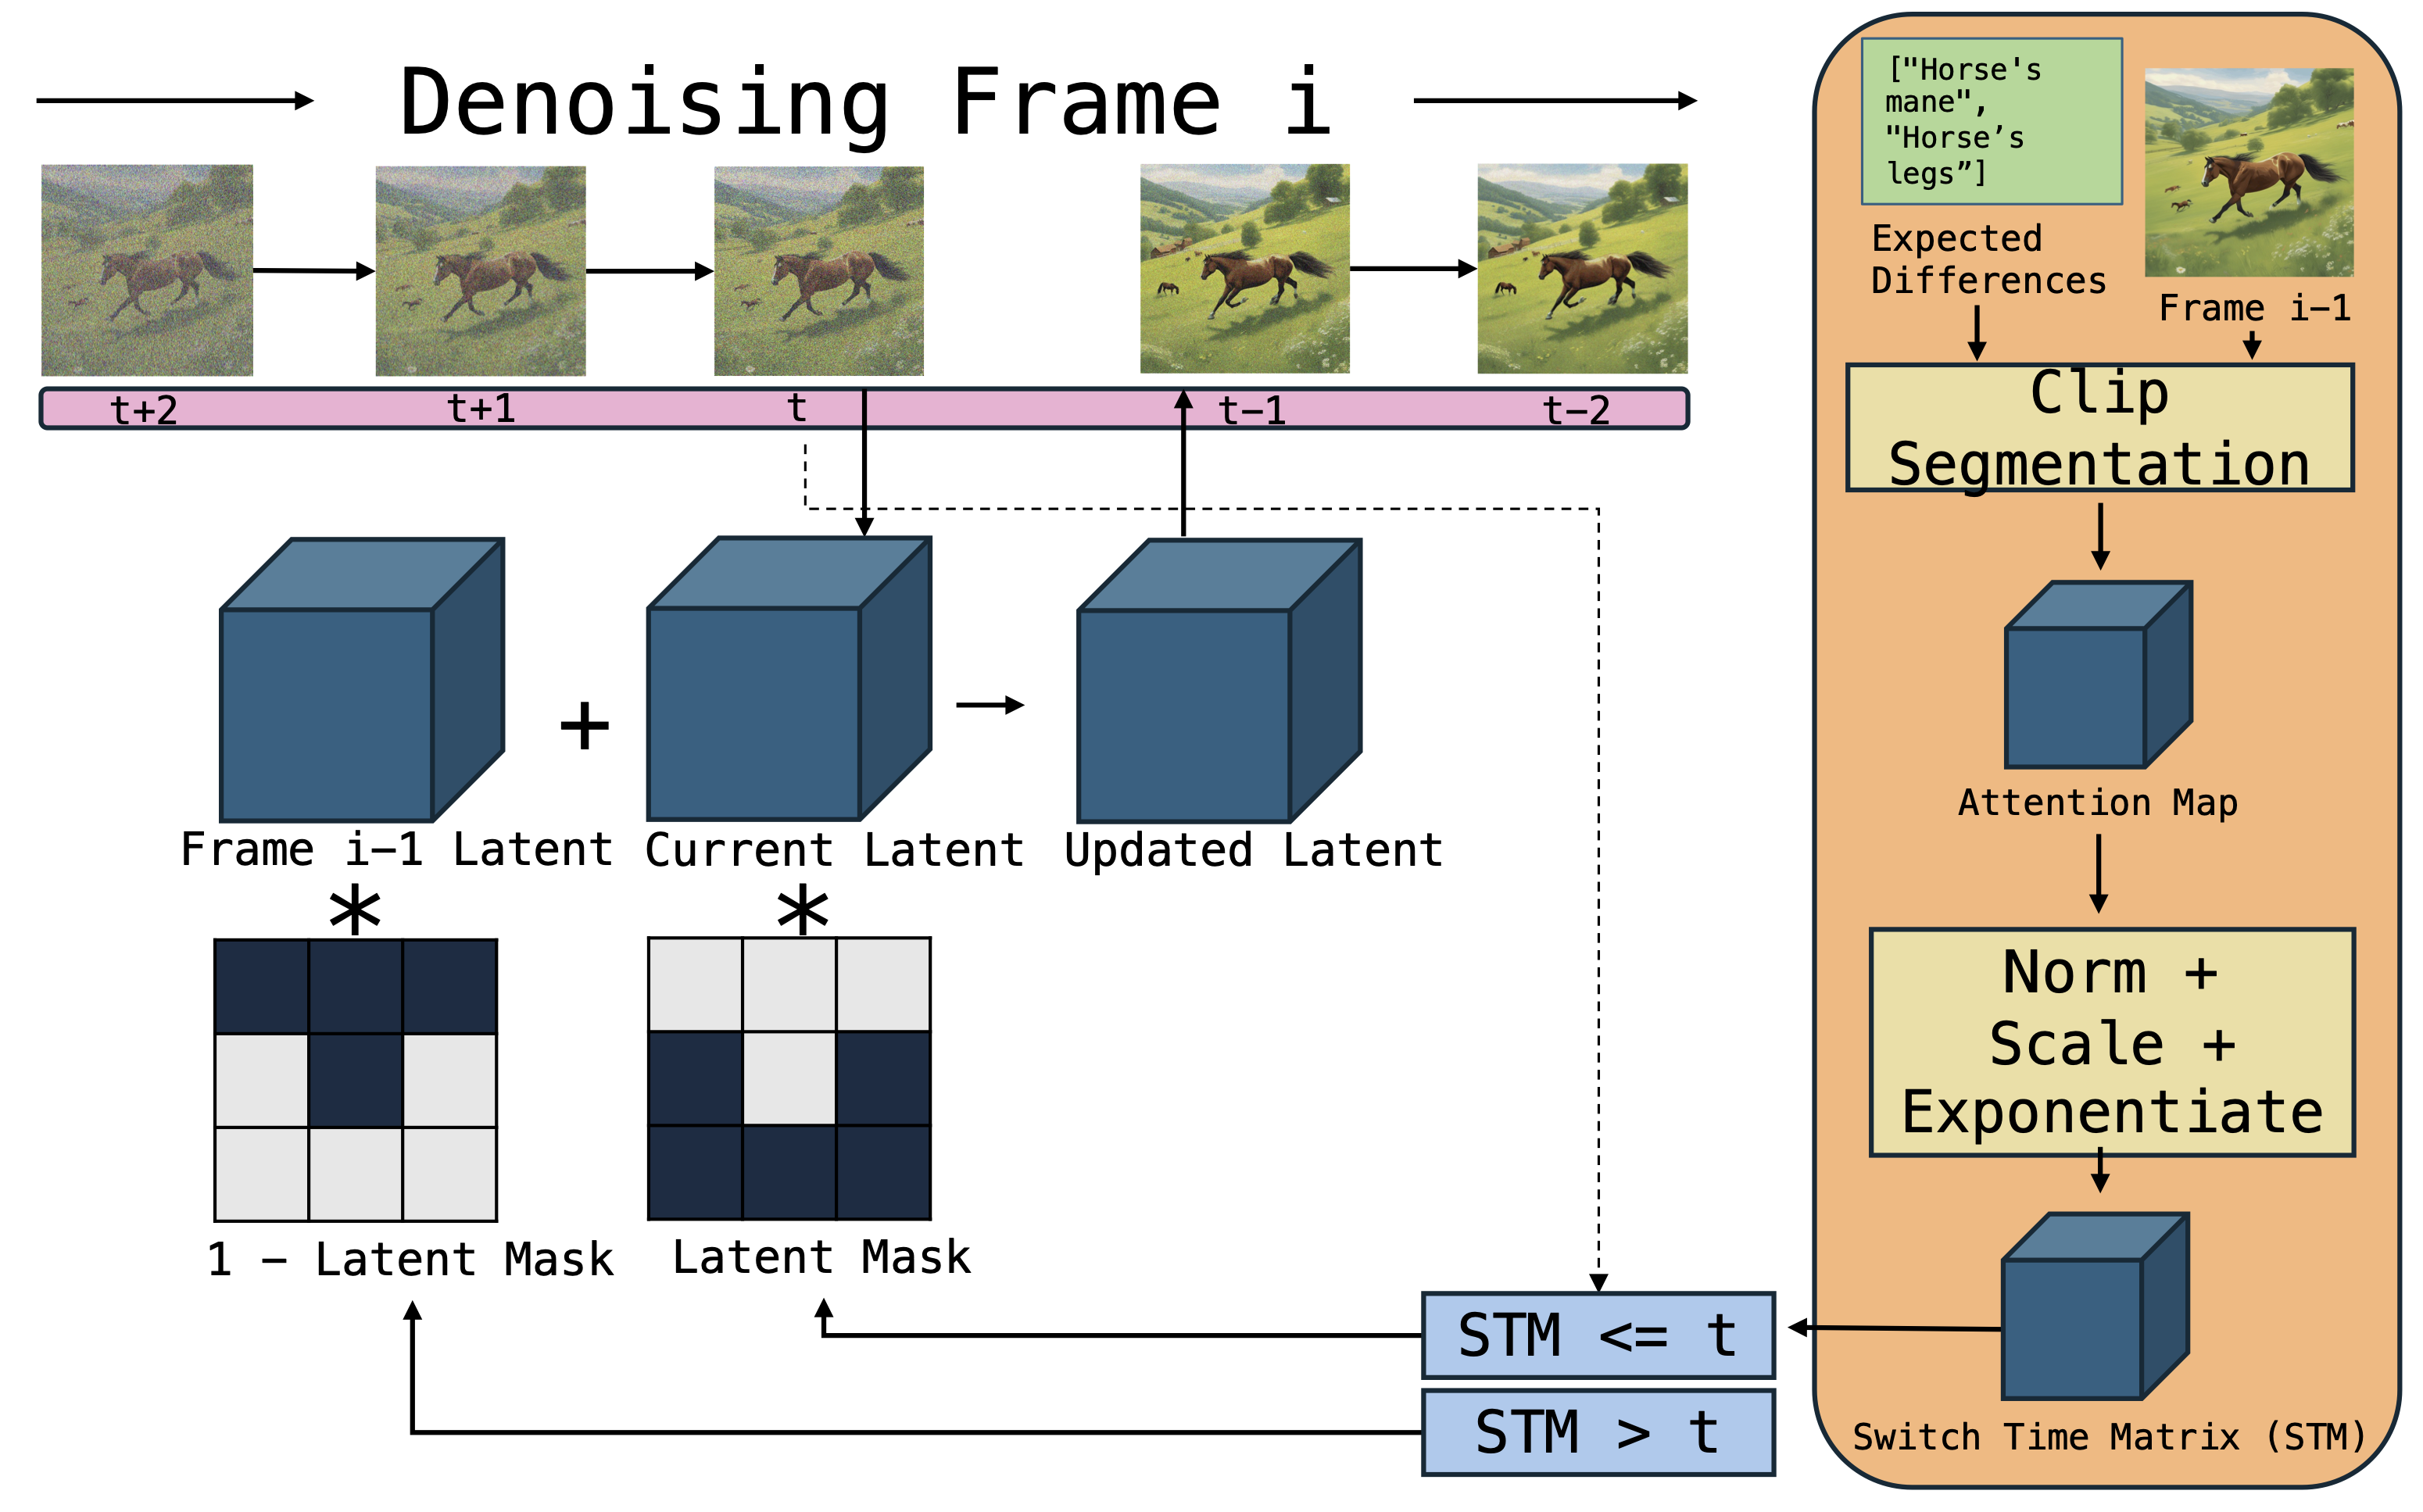 Denoising Frame i
t+2
t+1
t
t−1
t−2
+
Frame i−1 Latent
Current Latent
Updated Latent
*
*
1 − Latent Mask
Latent Mask
STM <= t
STM > t
["Horse's
mane",
"Horse’s
legs”]
Expected
Differences
Frame i−1
Clip
Segmentation
Attention Map
Norm +
Scale +
Exponentiate
Switch Time Matrix (STM)